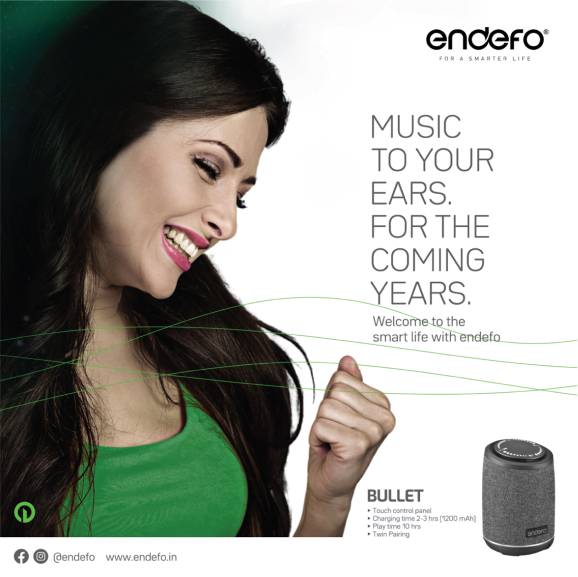 endefo®
FOR A SMARTER LIFE
MUSIC
TO YOUR
EARS.
FOR THE
COMING
YEARS.
Welcome to the
smart life with endefo
BULLET
Touch control panel
Charging time 2-3 hrs (1200 mAh)
Play time 10 hrs
Twin Pairing
endefo
@endefo www.endefo.in